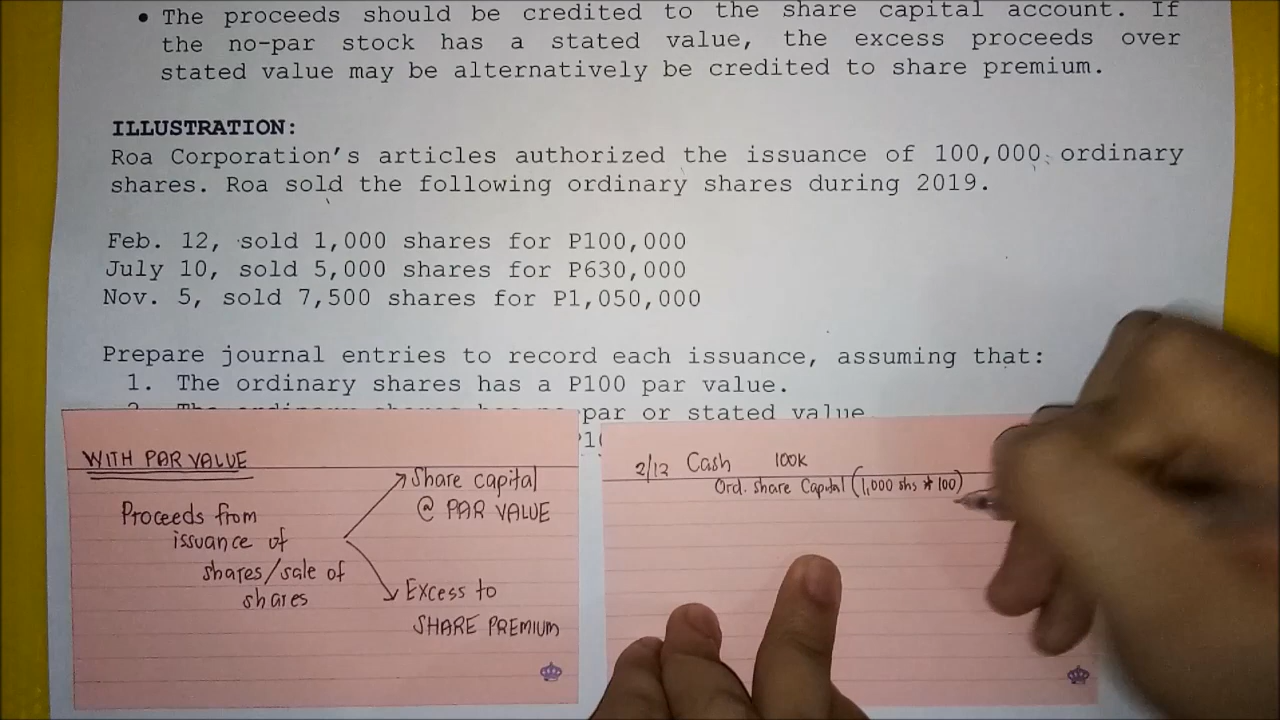 • The proceeds should be credited to the share capital account. If
the no-par stock has a stated value, the excess proceeds over
stated value may be alternatively be credited to share premium.
ILLUSTRATION:
Roa Corporation's articles authorized the issuance of 100,000 ordinary
shares. Roa sold the following ordinary shares during 2019.
Feb. 12, sold 1,000 shares for P100,000
July 10, sold 5,000 shares for P630,000
Nov. 5, sold 7,500 shares for P1,050,000
Prepare journal entries to record each issuance, assuming that:
1. The ordinary shares has a P100 par value.
par or stated value
WITH PAR VALUE
Proceeds from
issuance of
shares/sale of
shares
Share capital
@ PAR VALUE
Excess to
SHARE PREMIUM
2/12 Cash 100K
Ord. Share Capital (1,000 shs * 100)